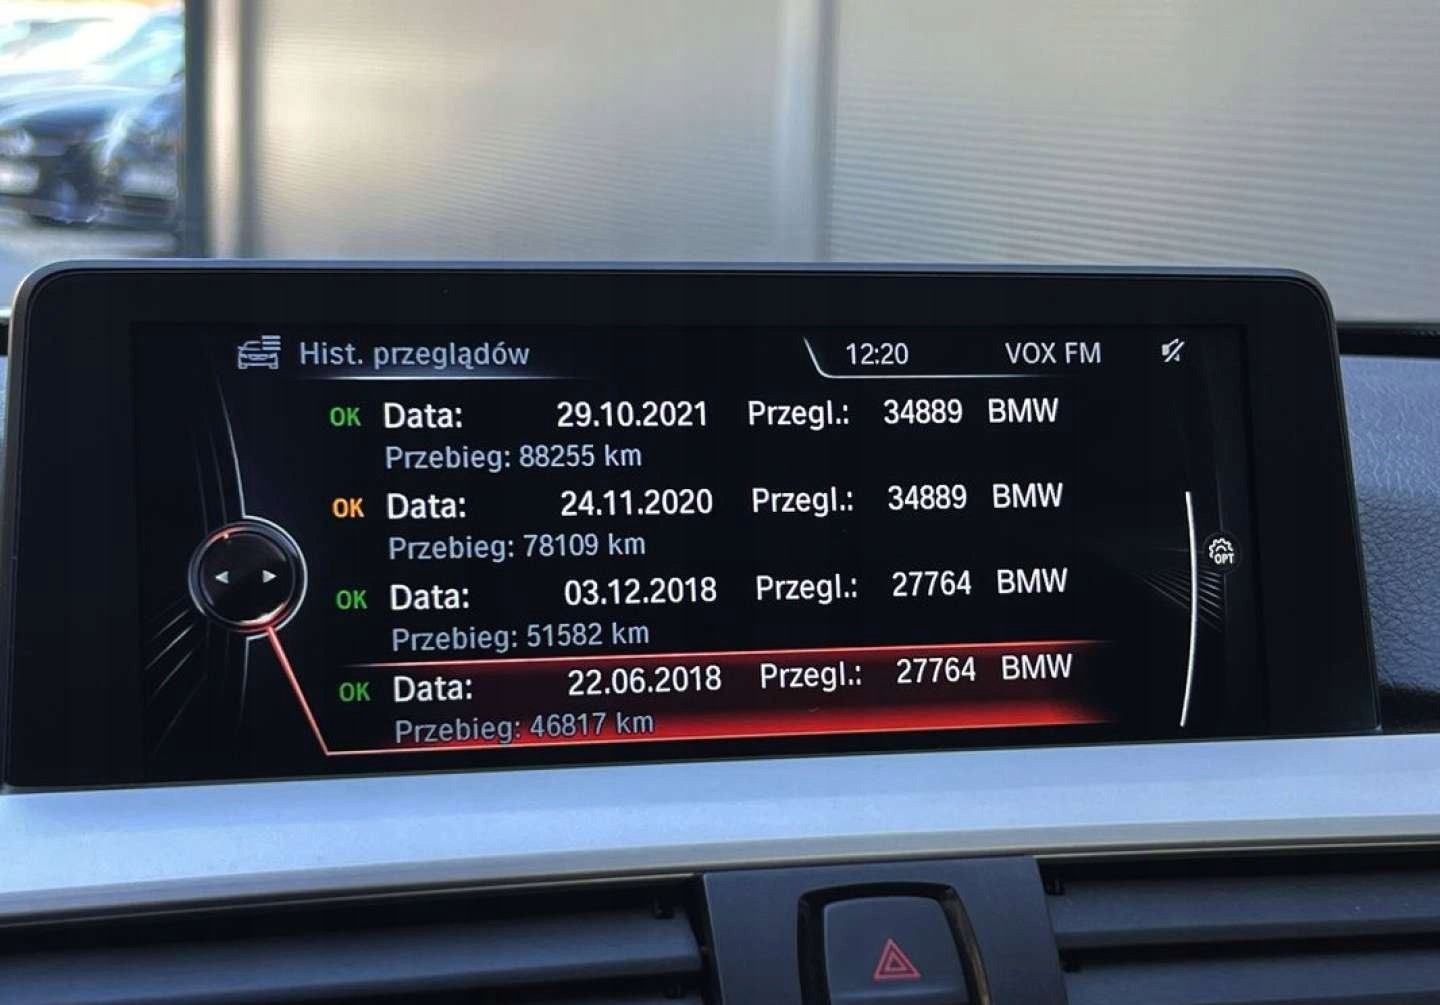 Hist. przeglądów 12:20 VOX FM
OK Data: 29.10.2021 Przegl.: 34889 BMW
Przebieg: 88255 km
OK Data: 24.11.2020 Przegl.: 34889 BMW
Przebieg: 78109 km
OK Data: 03.12.2018 Przegl.: 27764 BMW
Przebieg: 51582 km
OPT
OK Data: 22.06.2018 Przegl.: 27764 BMW
Przebieg: 46817 km